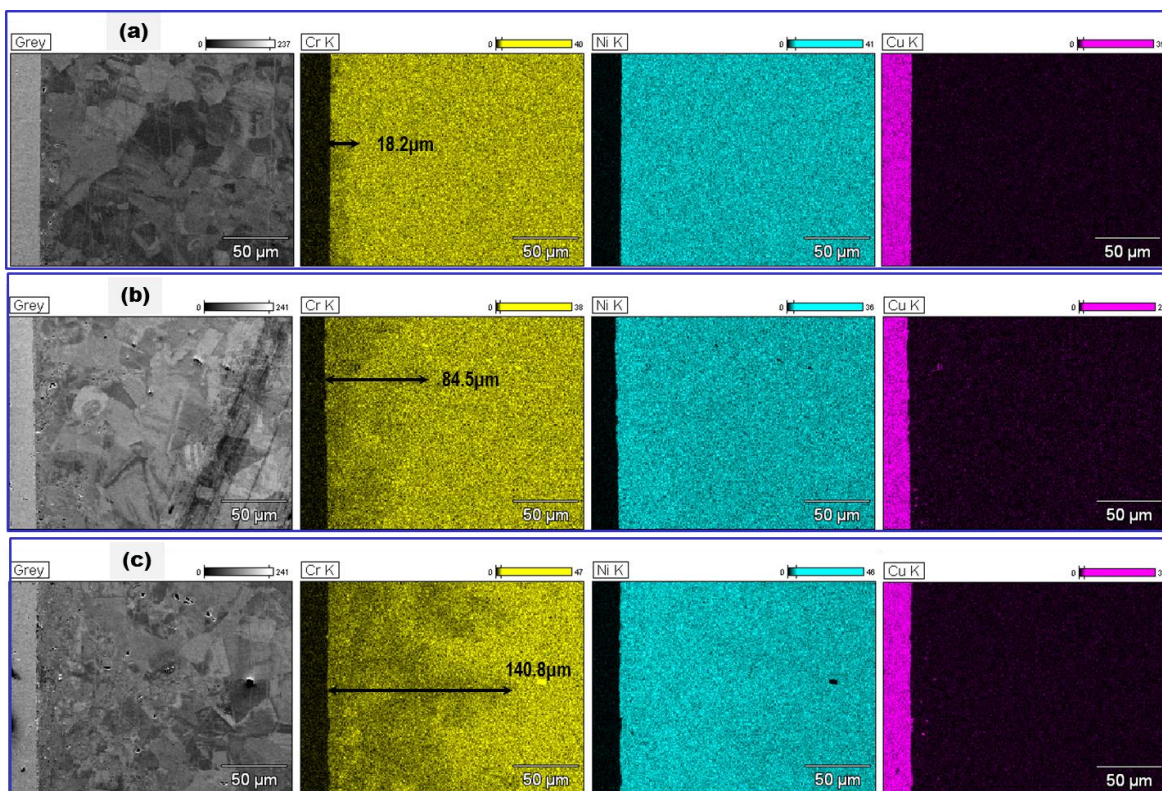 (a)
Grey 0 237
Cr K 0 40
Ni K 0 41
Cu K 0
18.2µm
50 µm 50 µm 50 µm 50 µm
(b)
Grey 0 241
Cr K 0 38
Ni K 0 36
Cu K 0
84.5µm
50 µm 50 µm 50 µm 50 µm
(c)
Grey 0 241
Cr K 0 47
Ni K 0 46
Cu K 0
140.8µm
50 µm 50 µm 50 µm 50 µm